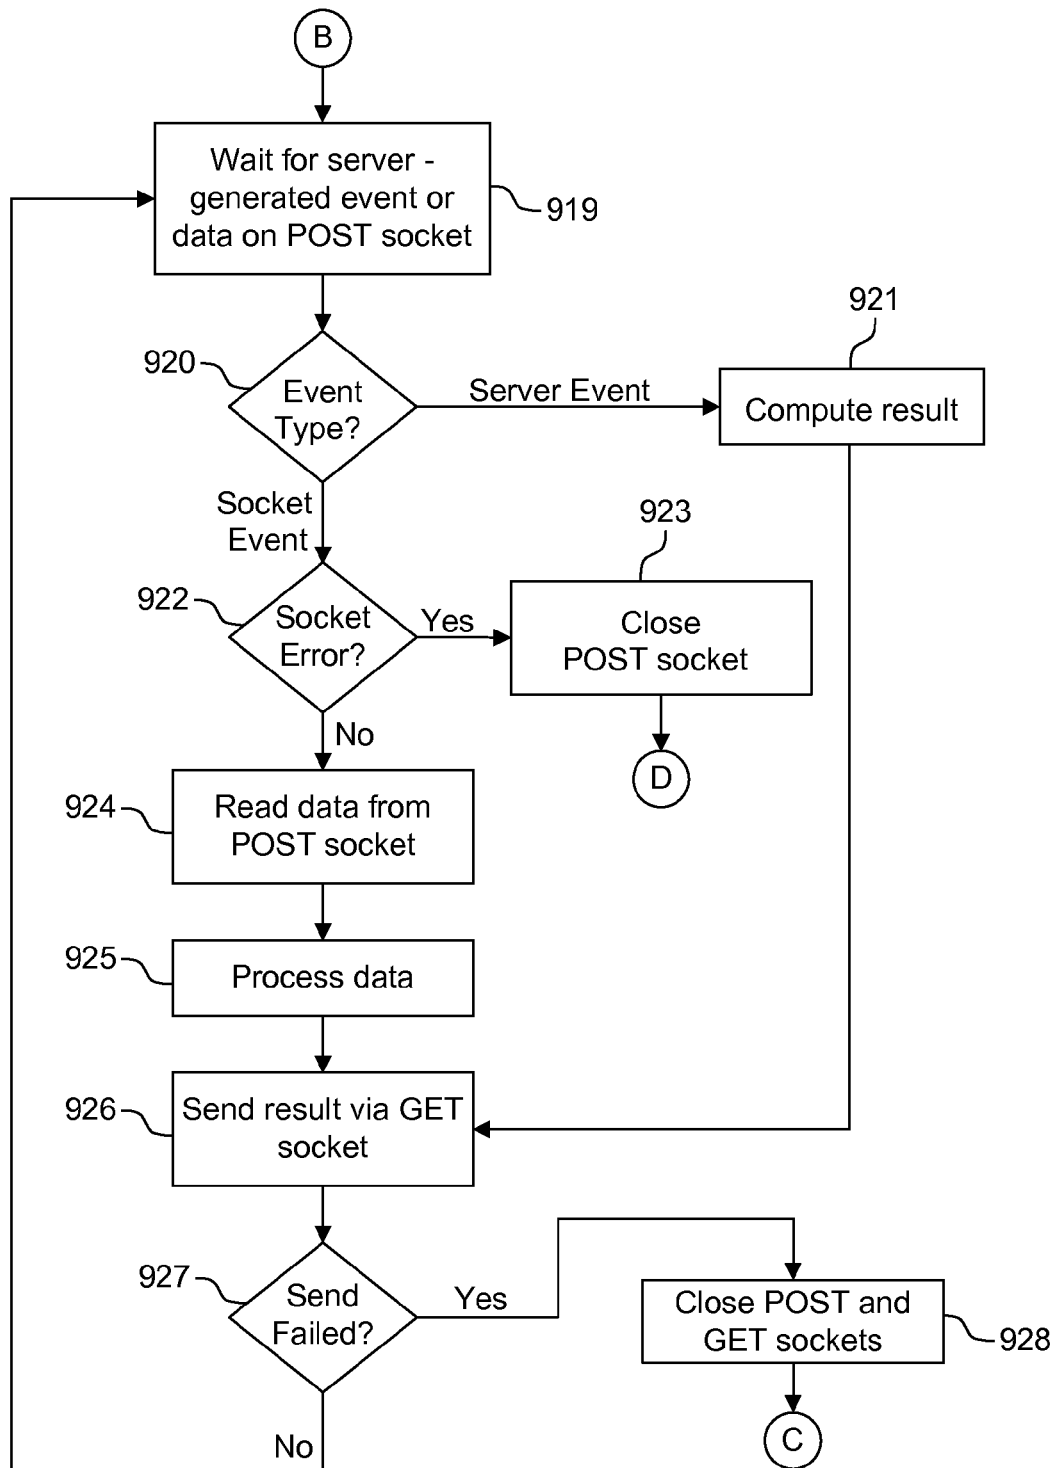 B
Wait for server -
generated event or
data on POST socket
919
920
Event
Type?
Server Event
921
Compute result
Socket
Event
922
Socket
Error?
Yes
923
Close
POST socket
D
No
924
Read data from
POST socket
925
Process data
926
Send result via GET
socket
927
Send
Failed?
Yes
Close POST and
GET sockets
928
No
C